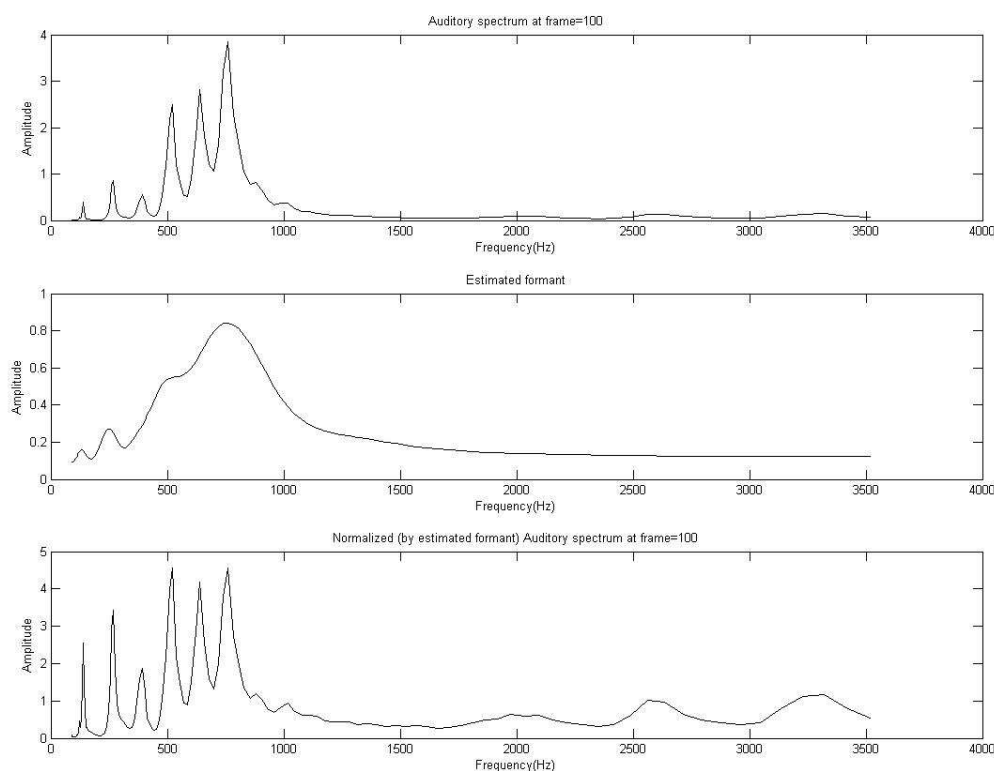 Auditory spectrum at frame=100
4
3
2
1
0
Amplitude
0 500 1000 1500 2000 2500 3000 3500 4000
Frequency(Hz)
Estimated formant
1
0.8
0.6
0.4
0.2
0
Amplitude
0 500 1000 1500 2000 2500 3000 3500 4000
Frequency(Hz)
Normalized (by estimated formant) Auditory spectrum at frame=100
5
4
3
2
1
0
Amplitude
0 500 1000 1500 2000 2500 3000 3500 4000
Frequency(Hz)